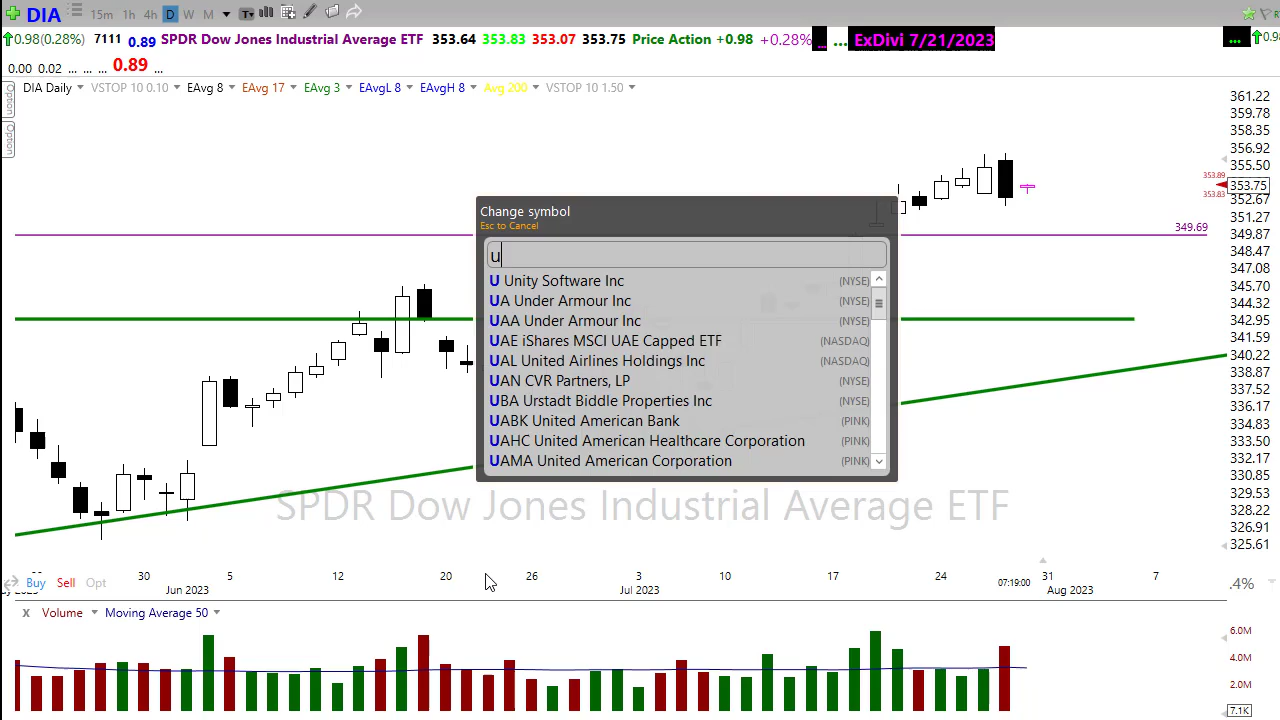 DIA 15m 1h 4h D W M
0.98(0.28%) 7111 0.89 SPDR Dow Jones Industrial Average ETF 353.64 353.83 353.07 353.75 Price Action +0.98 +0.28% ... ... ExDivi 7/21/2023 ...
0.00 0.02 ... ... ... 0.89 ...
DIA Daily VSTOP 10 0.10 EAvg 8 EAvg 17 EAvg 3 EAvgL 8 EAvgH 8 Avg 200 VSTOP 10 1.50
Option
Option
Change symbol
Esc to Cancel
u
U Unity Software Inc (NYSE)
UA Under Armour Inc (NYSE)
UAA Under Armour Inc (NYSE)
UAE iShares MSCI UAE Capped ETF (NASDAQ)
UAL United Airlines Holdings Inc (NASDAQ)
UAN CVR Partners, LP (NYSE)
UBA Urstadt Biddle Properties Inc (NYSE)
UABK United American Bank (PINK)
UAHC United American Healthcare Corporation (PINK)
UAMA United American Corporation (PINK)
SPDR Dow Jones Industrial Average ETF
361.22
359.78
358.35
356.92
355.50
353.89
353.75
353.83
352.67
351.27
349.69
349.87
348.47
347.08
345.70
344.32
342.95
341.59
340.22
338.87
337.52
336.17
334.83
333.50
332.17
330.85
329.53
328.22
326.91
325.61
30 5 12 20 26 3 10 17 24 07:19:00 31 7
Buy Sell Opt
.4%
2023 Jun 2023 Jul 2023 Aug 2023
X Volume Moving Average 50
6.0M
4.0M
2.0M
7.1K